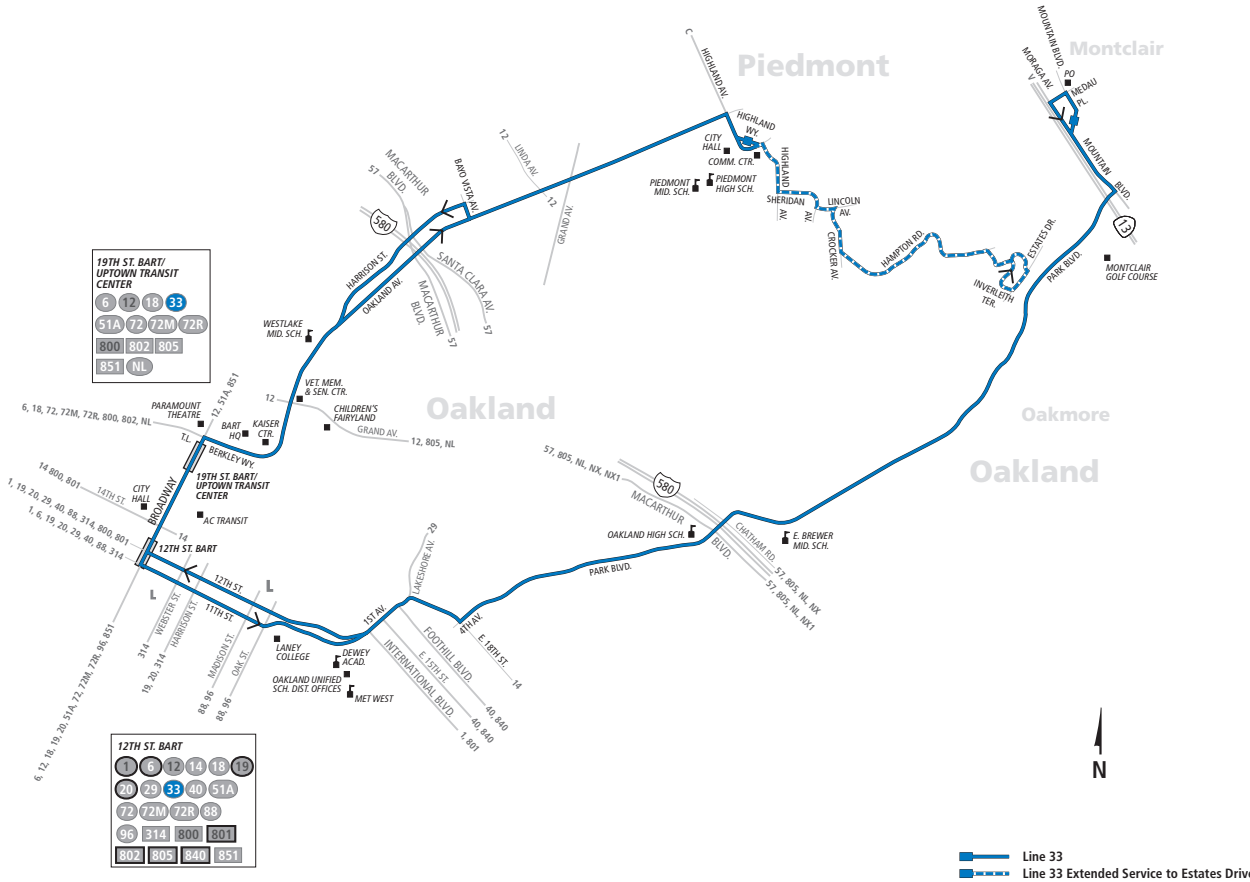 Piedmont
Montclair
MOUNTAIN BLVD.
MORAGA AV.
V
PO
MEDAU
PL.
MOUNTAIN
BLVD.
13
MONTCLAIR
GOLF COURSE
PARK BLVD.
ESTATES DR.
INVERLEITH
TER.
HAMPTON RD.
CROCKER AV.
LINCOLN
AV.
SHERIDAN
AV.
HIGHLAND
AV.
HIGHLAND
WY.
CITY
HALL
COMM. CTR.
PIEDMONT
MID. SCH.
PIEDMONT
HIGH SCH.
C
HIGHLAND AV.
12
LINDA AV.
12
GRAND AV.
BAYO VISTA AV.
MACARTHUR
BLVD.
57
580
HARRISON ST.
OAKLAND AV.
SANTA CLARA AV.
57
MACARTHUR
BLVD.
57
WESTLAKE
MID. SCH.
19TH ST. BART/
UPTOWN TRANSIT
CENTER
6 12 18 33
51A 72 72M 72R
800 802 805
851 NL
VET. MEM.
& SEN. CTR.
12
CHILDREN'S
FAIRYLAND
GRAND AV.
12, 805, NL
Oakland
6, 18, 72, 72M, 72R, 800, 802, NL
PARAMOUNT
THEATRE
12, 51A, 851
T.L.
BART
HQ
KAISER
CTR.
BERKLEY WY.
19TH ST. BART/
UPTOWN TRANSIT
CENTER
14 800, 801
14TH ST.
14
CITY
HALL
BROADWAY
AC TRANSIT
1, 19, 20, 29, 40, 88, 314, 800, 801
1, 6, 19, 20, 29, 40, 88, 314
12TH ST. BART
12TH ST.
11TH ST.
L
L
WEBSTER ST.
314
HARRISON ST.
19, 20, 314
MADISON ST.
88, 96
OAK ST.
88, 96
6, 12, 18, 19, 20, 51A, 72, 72M, 72R, 96, 851
LANEY
COLLEGE
DEWEY
ACAD.
OAKLAND UNIFIED
SCH. DIST. OFFICES
MET WEST
1ST AV.
INTERNATIONAL BLVD.
1, 801
E. 15TH ST.
40, 840
FOOTHILL BLVD.
40, 840
29
LAKESHORE AV.
4TH AV.
E. 18TH ST.
14
PARK BLVD.
OAKLAND HIGH SCH.
57, 805, NL, NX, NX1
580
MACARTHUR
BLVD.
57, 805, NL, NX1
CHATHAM RD.
57, 805, NL, NX
E. BREWER
MID. SCH.
Oakmore
Oakland
12TH ST. BART
1 6 12 14 18 19
20 29 33 40 51A
72 72M 72R 88
96 314 800 801
802 805 840 851
N
Line 33
Line 33 Extended Service to Estates Drive